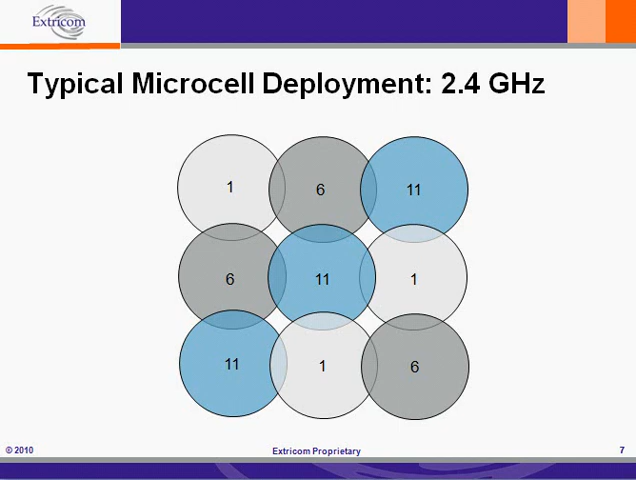 Extricom
Typical Microcell Deployment: 2.4 GHz
1 6 11
6 11 1
11 1 6
© 2010 Extricom Proprietary 7